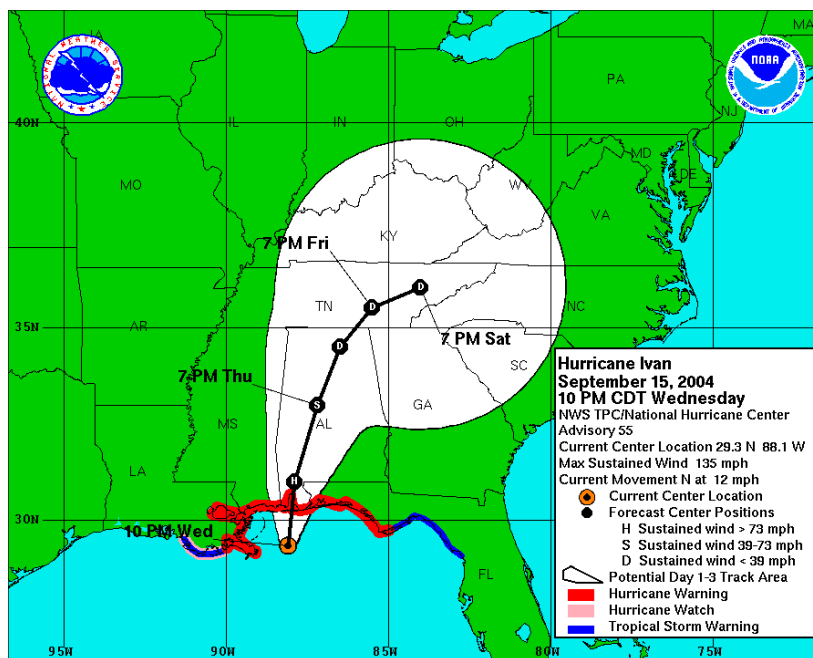 IA
NATIONAL WEATHER SERVICE
NOAA
MA
PA
NJ
40N
IL
IN
OH
MD
DE
MO
WV
VA
KY
7 PM Fri
D
D
TN
NC
35N
AR
D
7 PM Sat
SC
7 PM Thu
S
MS
AL
GA
LA
H
30N
10 PM Wed
FL
Hurricane Ivan
September 15, 2004
10 PM CDT Wednesday
NWS TPC/National Hurricane Center
Advisory 55
Current Center Location 29.3 N 88.1 W
Max Sustained Wind 135 mph
Current Movement N at 12 mph
Current Center Location
Forecast Center Positions
H Sustained wind > 73 mph
S Sustained wind 39-73 mph
D Sustained wind < 39 mph
Potential Day 1-3 Track Area
Hurricane Warning
Hurricane Watch
Tropical Storm Warning
95W
90W
85W
80W
75W